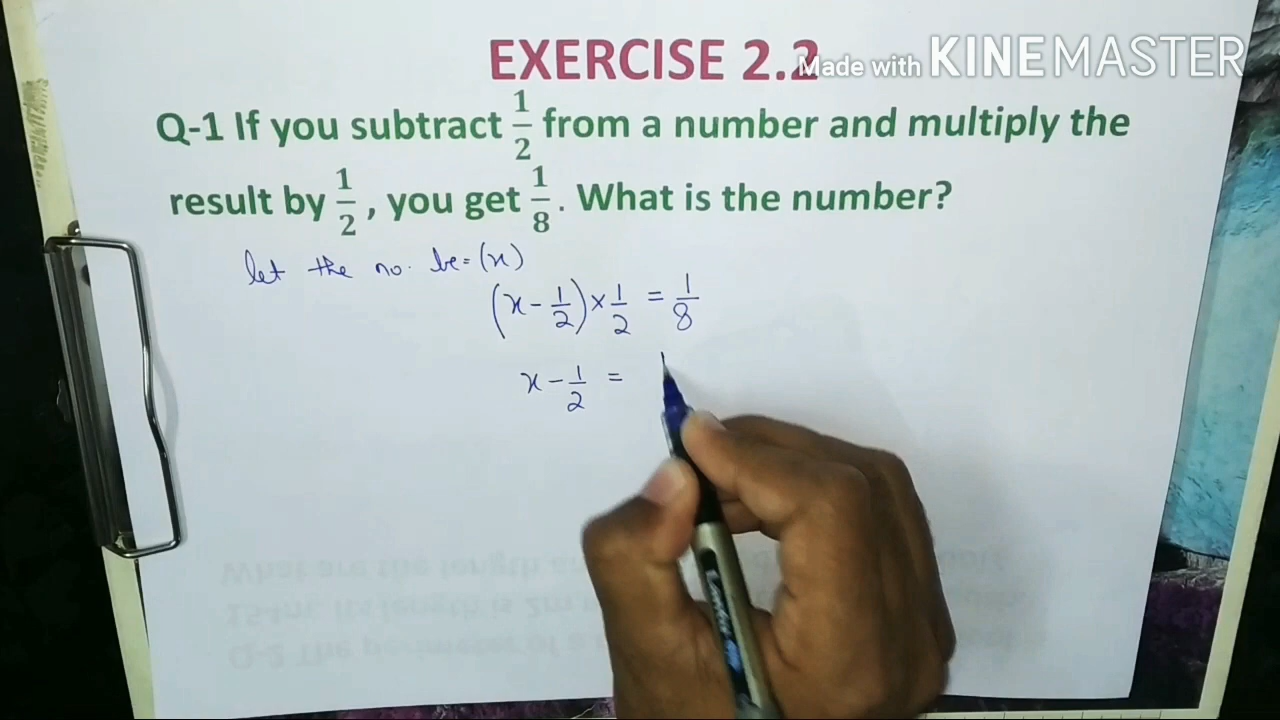 EXERCISE 2.2
Made with KINEMASTER
Q-1 If you subtract 1/2 from a number and multiply the
result by 1/2 , you get 1/8 . What is the number?
let the no. be = (x)
(x - 1/2) × 1/2 = 1/8
x - 1/2 =